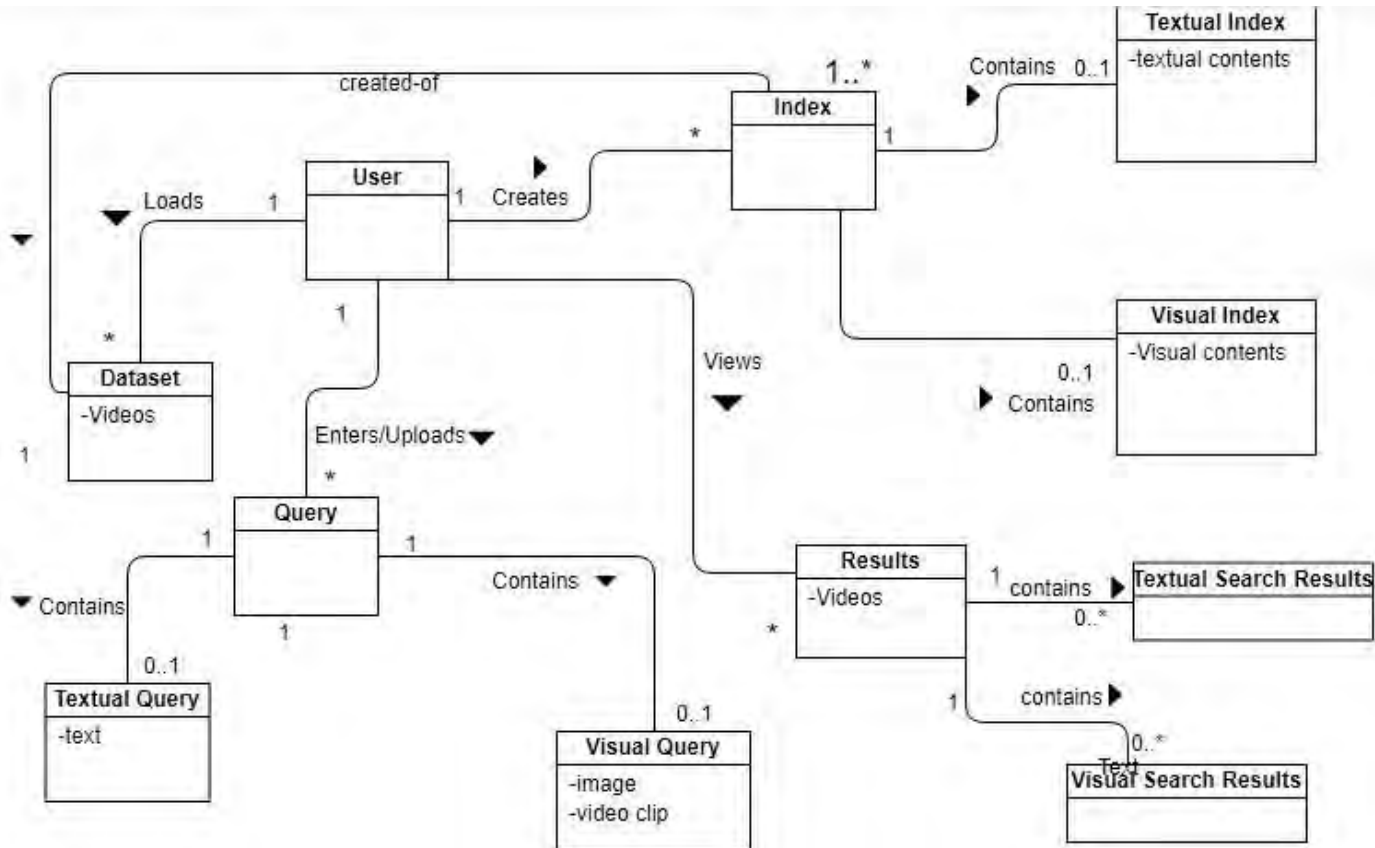 Textual Index
-textual contents
Contains
0..1
1..*
created-of
Index
*
1
User
Loads
1
1
Creates
Visual Index
-Visual contents
0..1
Contains
1
Views
*
Dataset
-Videos
Enters/Uploads
1
*
Query
1
1
Contains
Contains
1
0..1
Textual Query
-text
0..1
Visual Query
-image
-video clip
Results
-Videos
*
1
contains
0..*
Textual Search Results
1
contains
0..*
Text
Visual Search Results